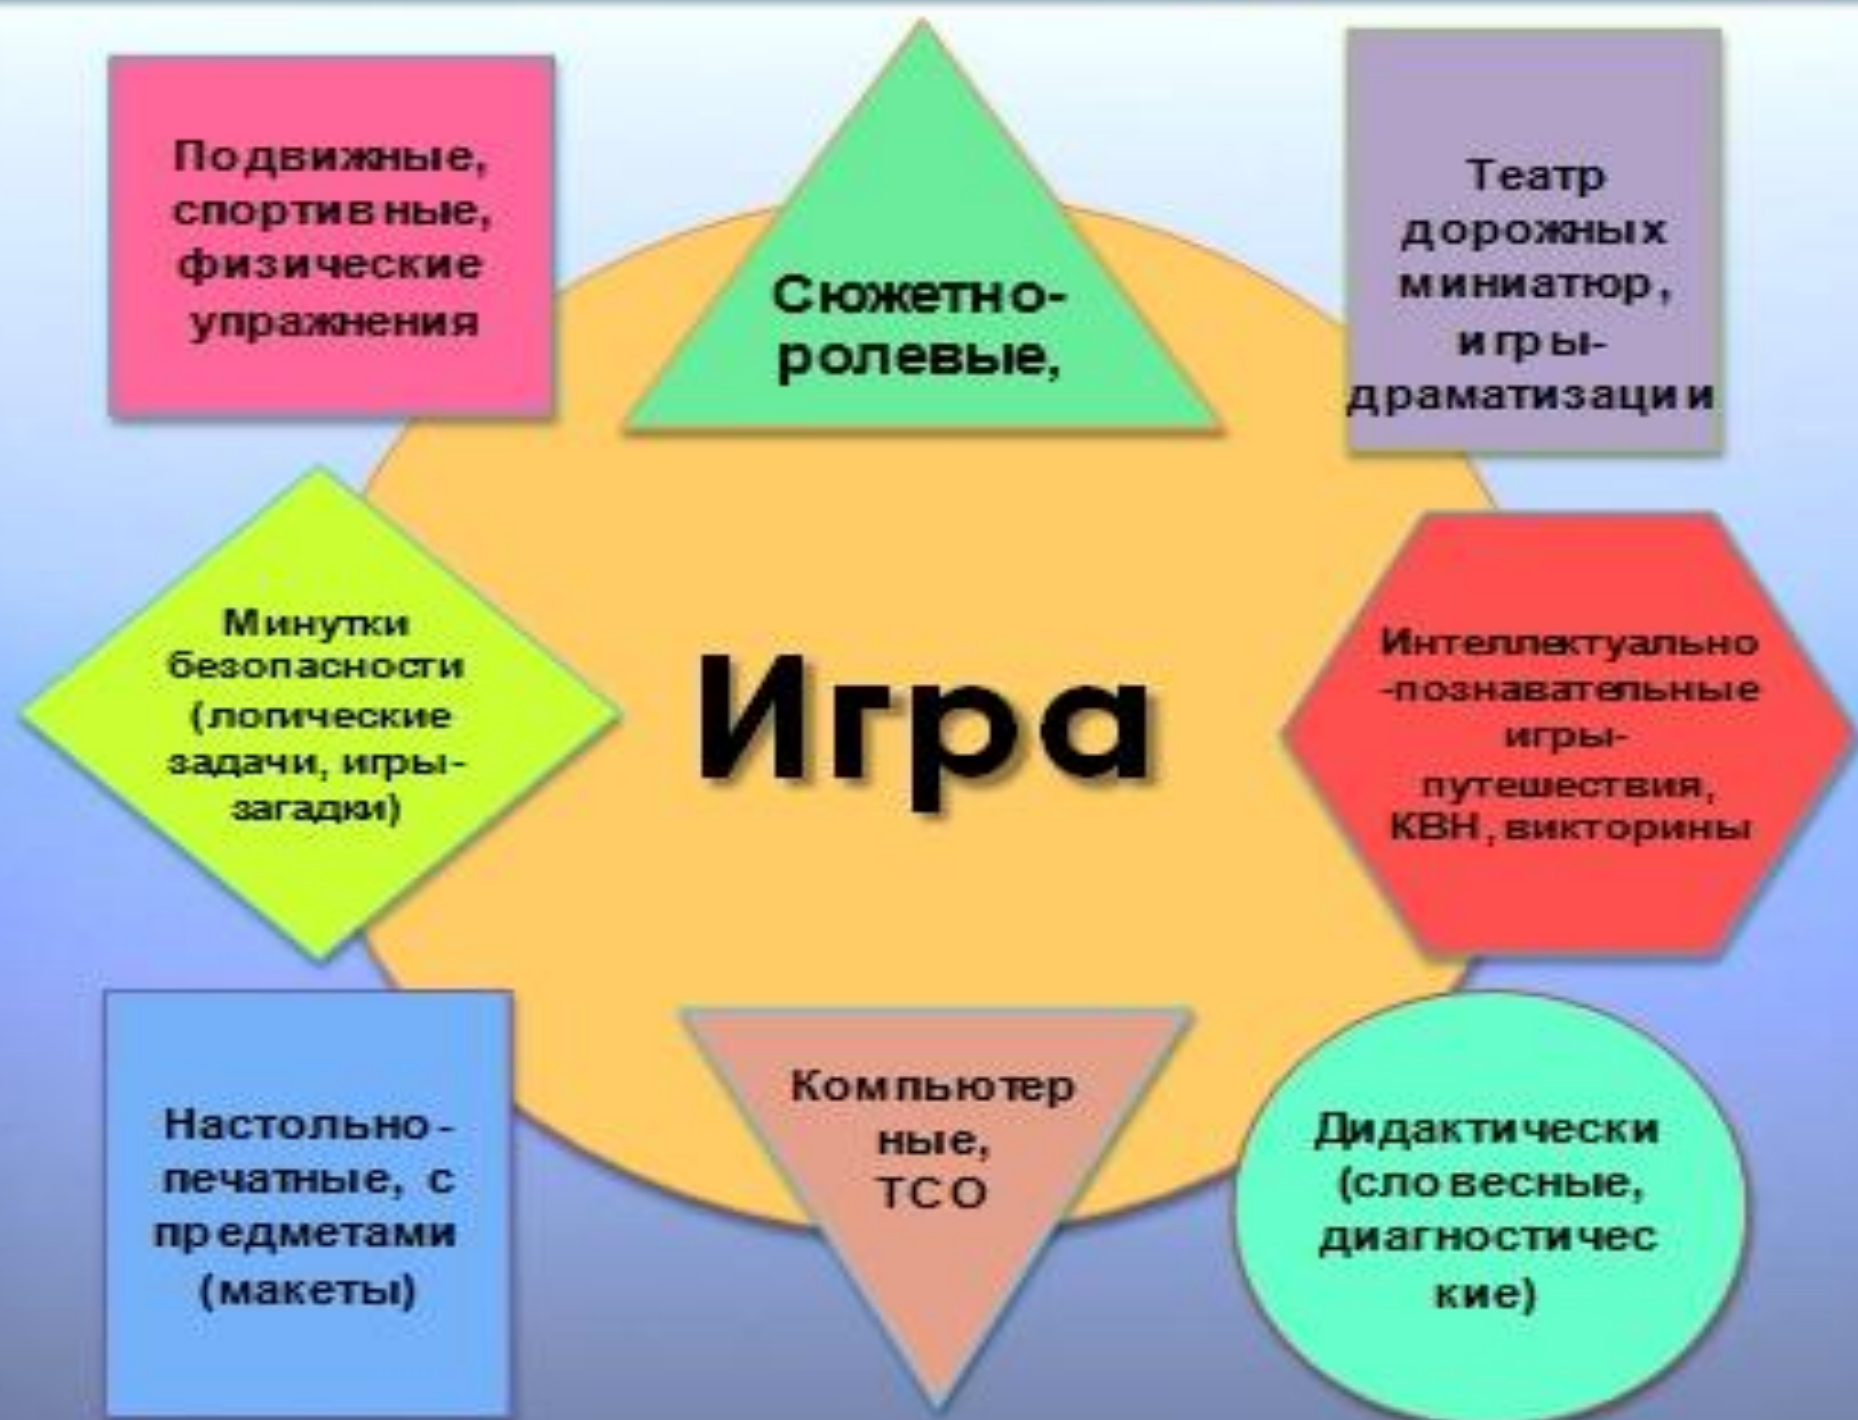 Подвижные,
спортивные,
физические
упражнения
Сюжетно-
ролевые,
Театр
дорожных
миниатюр,
игры-
драматизации
Минутки
безопасности
(логические
задачи, игры-
загадки)
Игра
Интеллектуально
-познавательные
игры-
путешествия,
КВН, викторины
Настольно-
печатные, с
предметами
(макеты)
Компьютер
ные,
ТСО
Дидактически
(словесные,
диагностичес
кие)